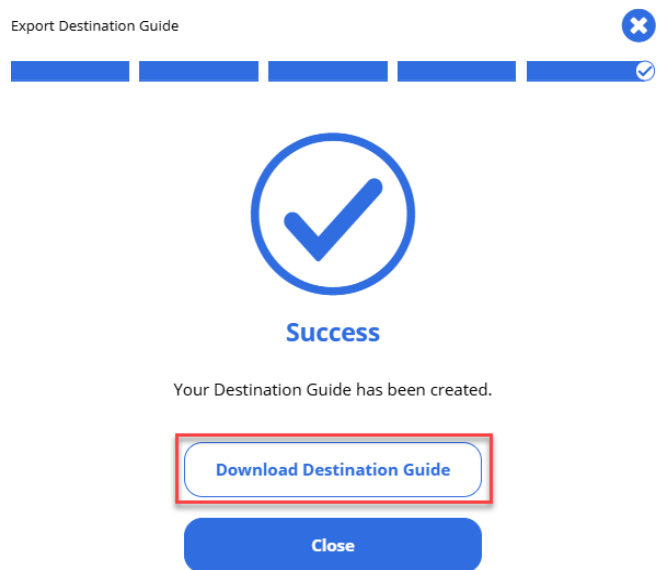 Export Destination Guide
Success
Your Destination Guide has been created.
Download Destination Guide
Close